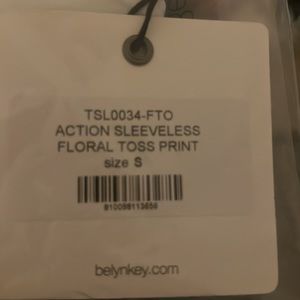 TSL0034-FTO
ACTION SLEEVELESS
FLORAL TOSS PRINT
size S
810098113656
belynkey.com